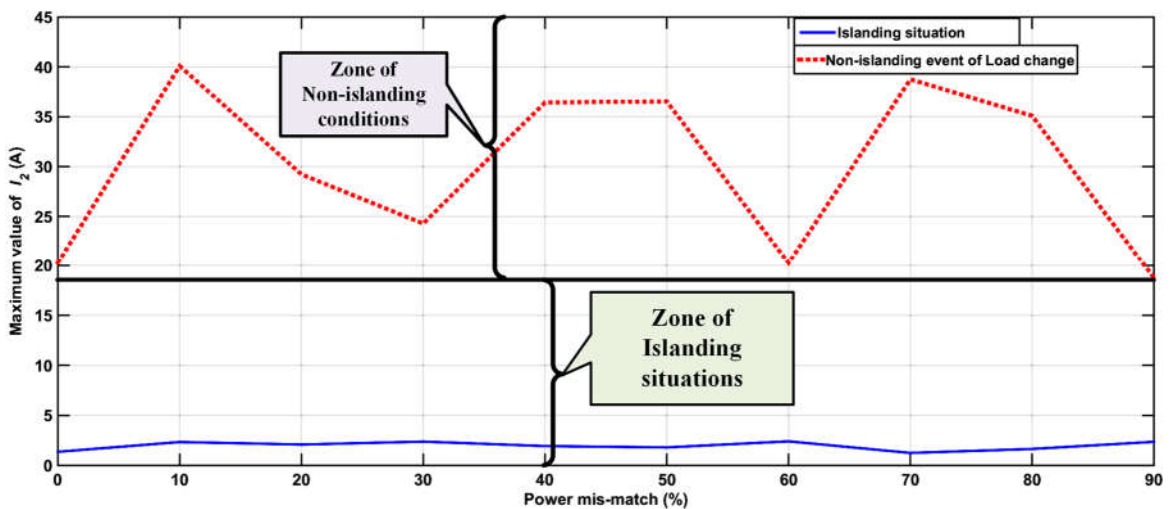 45
40
35
30
25
20
15
10
5
0
Maximum value of I2 (A)
Islanding situation
Non-islanding event of Load change
Zone of
Non-islanding
conditions
Zone of
Islanding
situations
0 10 20 30 40 50 60 70 80 90
Power mis-match (%)